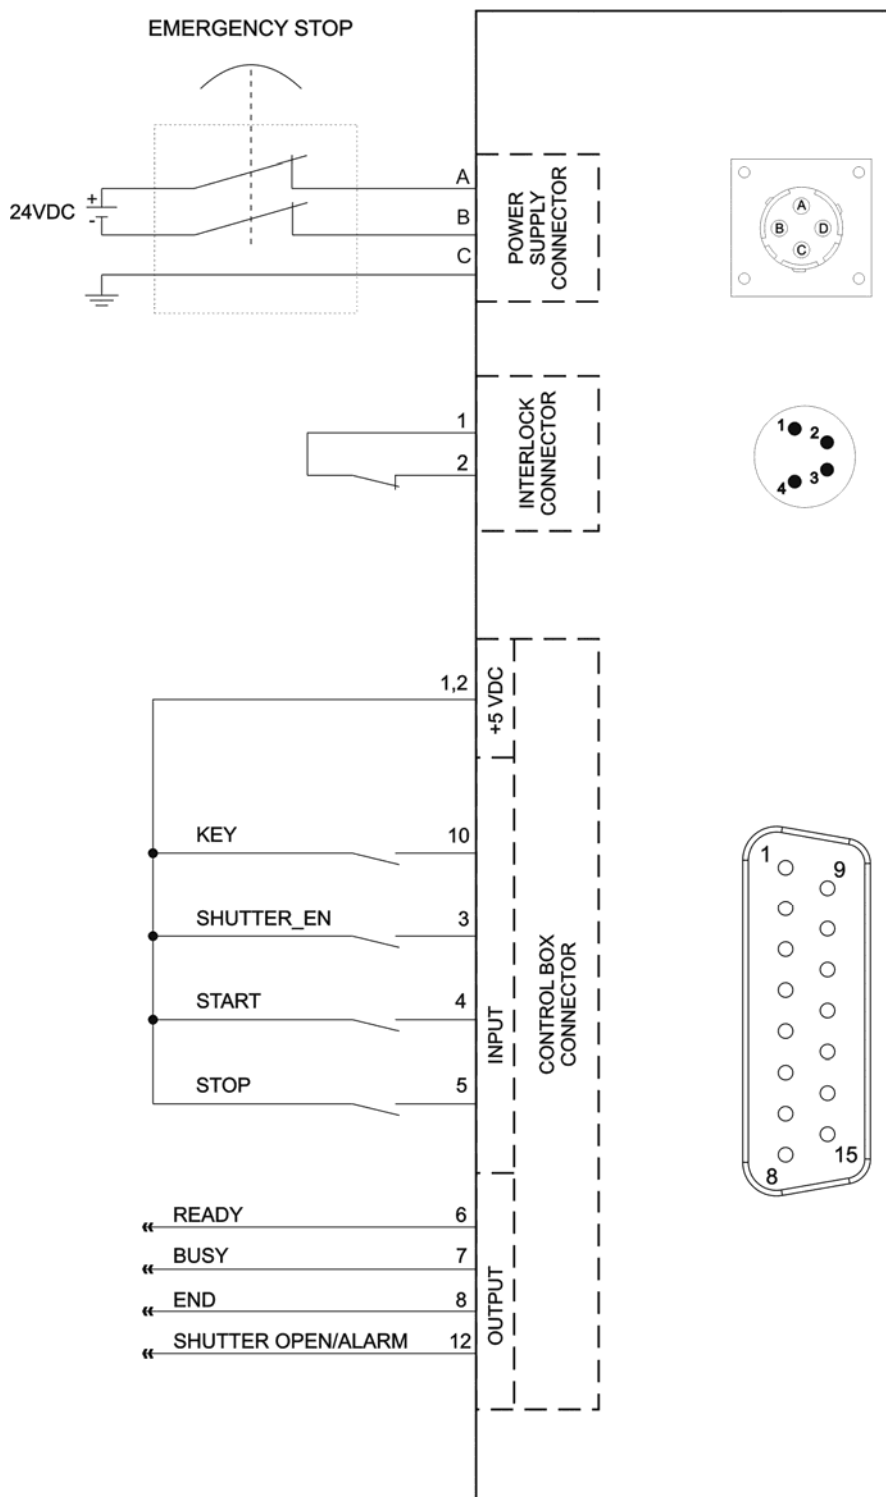 EMERGENCY STOP
24VDC
+
-
A
B
C
POWER
SUPPLY
CONNECTOR
A
B
D
C
1
2
INTERLOCK
CONNECTOR
1
2
3
4
1,2
+5 VDC
KEY
10
SHUTTER_EN
3
START
4
STOP
5
INPUT
CONTROL BOX
CONNECTOR
1
9
8
15
READY
6
BUSY
7
END
8
SHUTTER OPEN/ALARM
12
OUTPUT